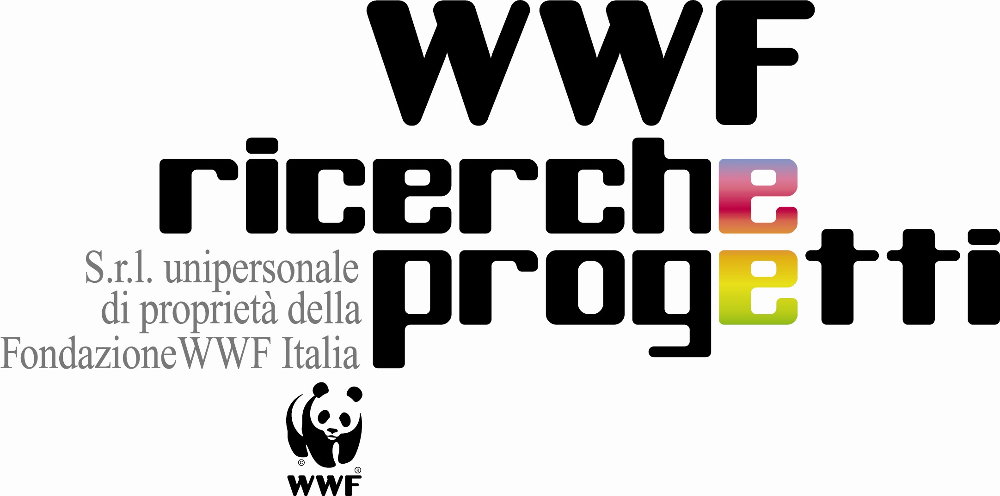 WWF
ricerche
progetti
S.r.l. unipersonale
di proprietà della
FondazioneWWF Italia
©
®
WWF